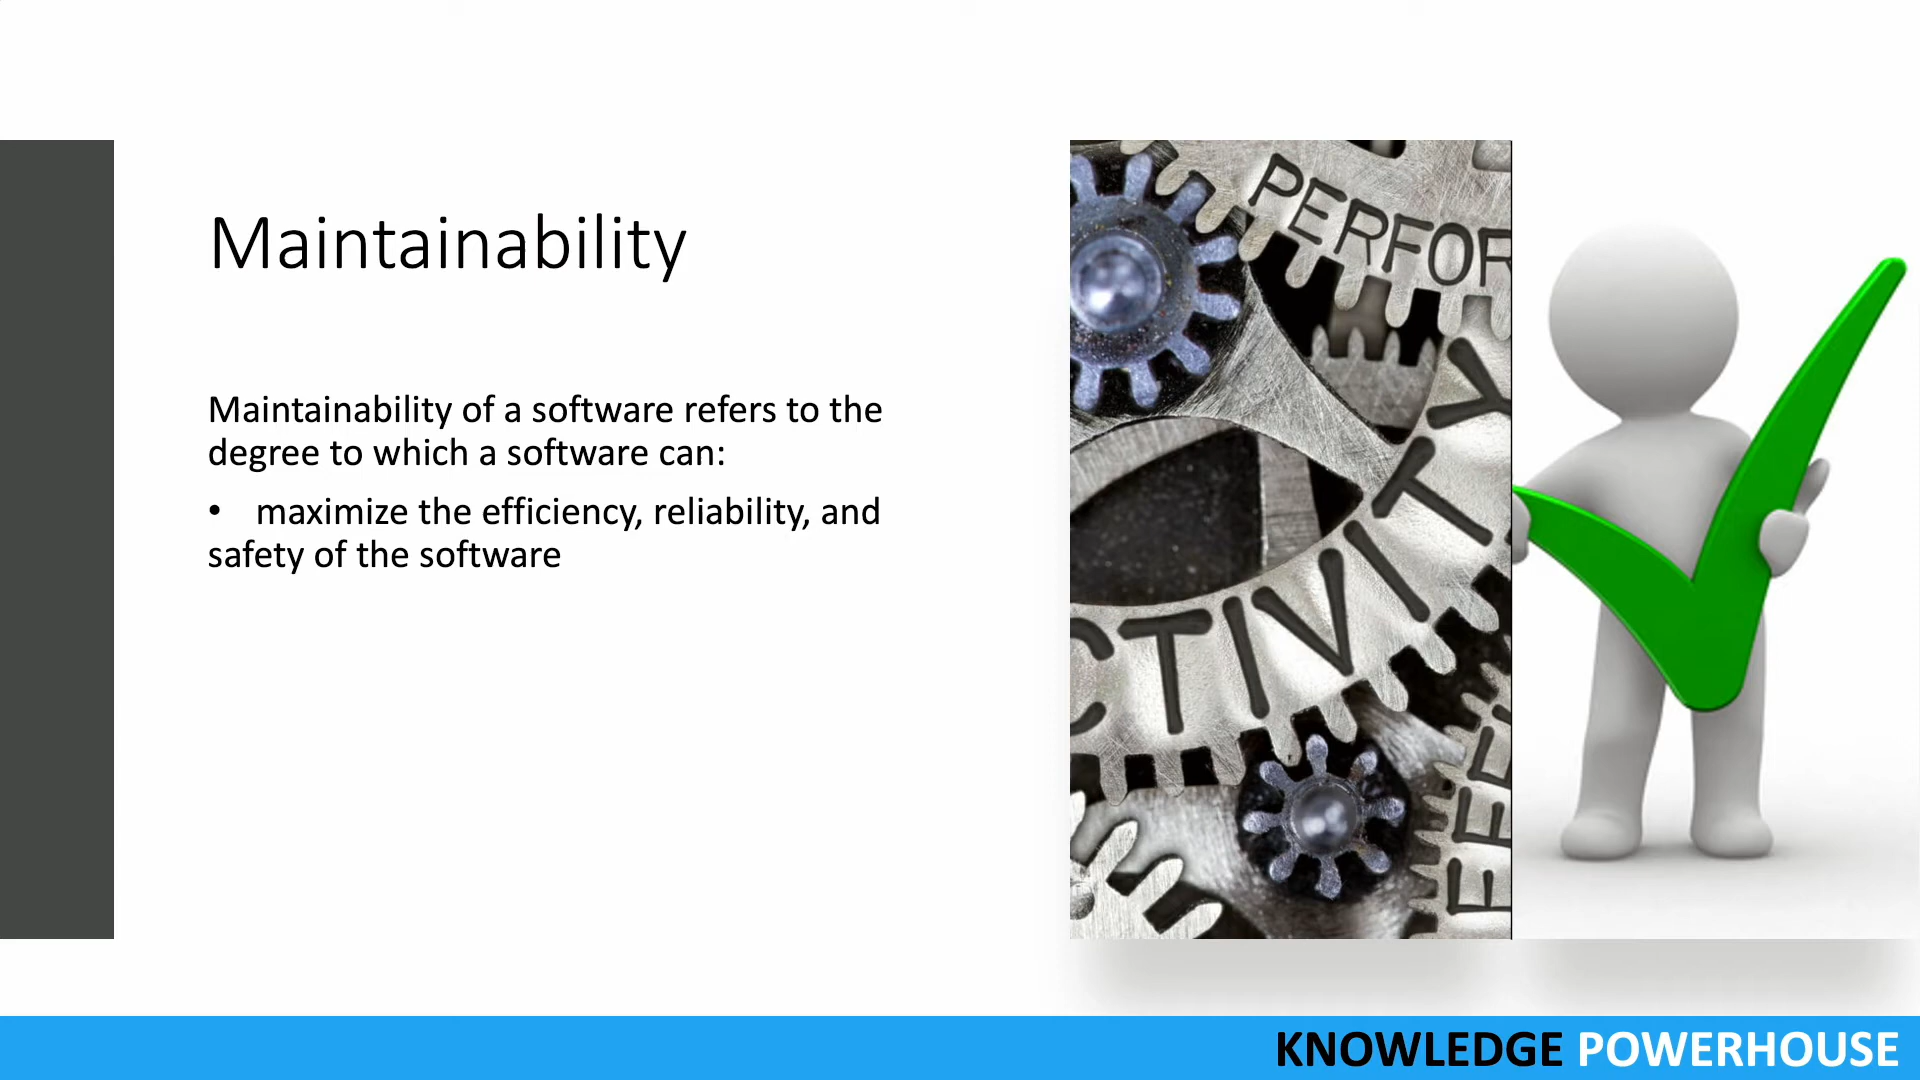 Maintainability
Maintainability of a software refers to the
degree to which a software can:
• maximize the efficiency, reliability, and
safety of the software
PERFOR
CTIVITY
EFFE
KNOWLEDGE POWERHOUSE